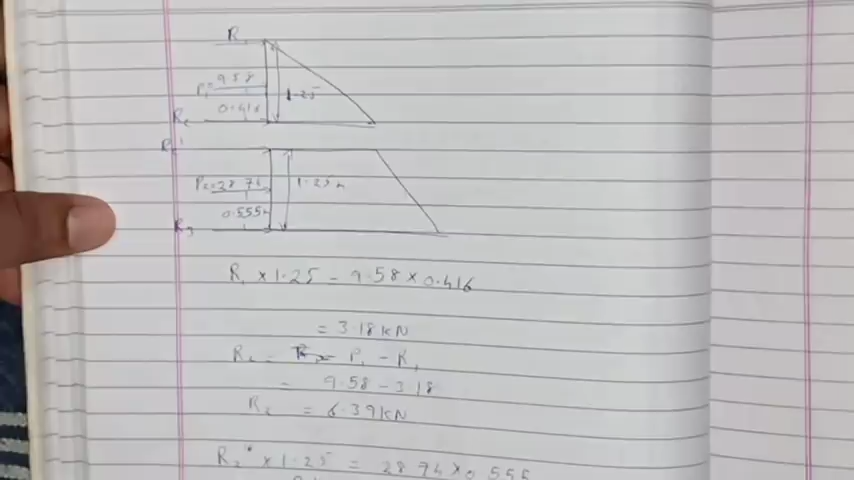 R₁
P₁=9.58
1.25
0.416
R₂
R₂'
P₂=28.74
1.25m
0.555m
R₃
R₁ × 1.25 = 9.58 × 0.416
= 3.18 kN
R₂ = P₁ - R₁
= 9.58 - 3.18
R₂ = 6.39 kN
× 1.25 = 28.74 × 0.555